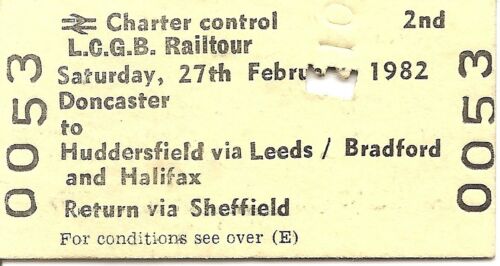 Charter control 2nd
L.C.G.B. Railtour
Saturday, 27th February 1982
Doncaster
to
Huddersfield via Leeds / Bradford
and Halifax
Return via Sheffield
For conditions see over (E)
0053
0053